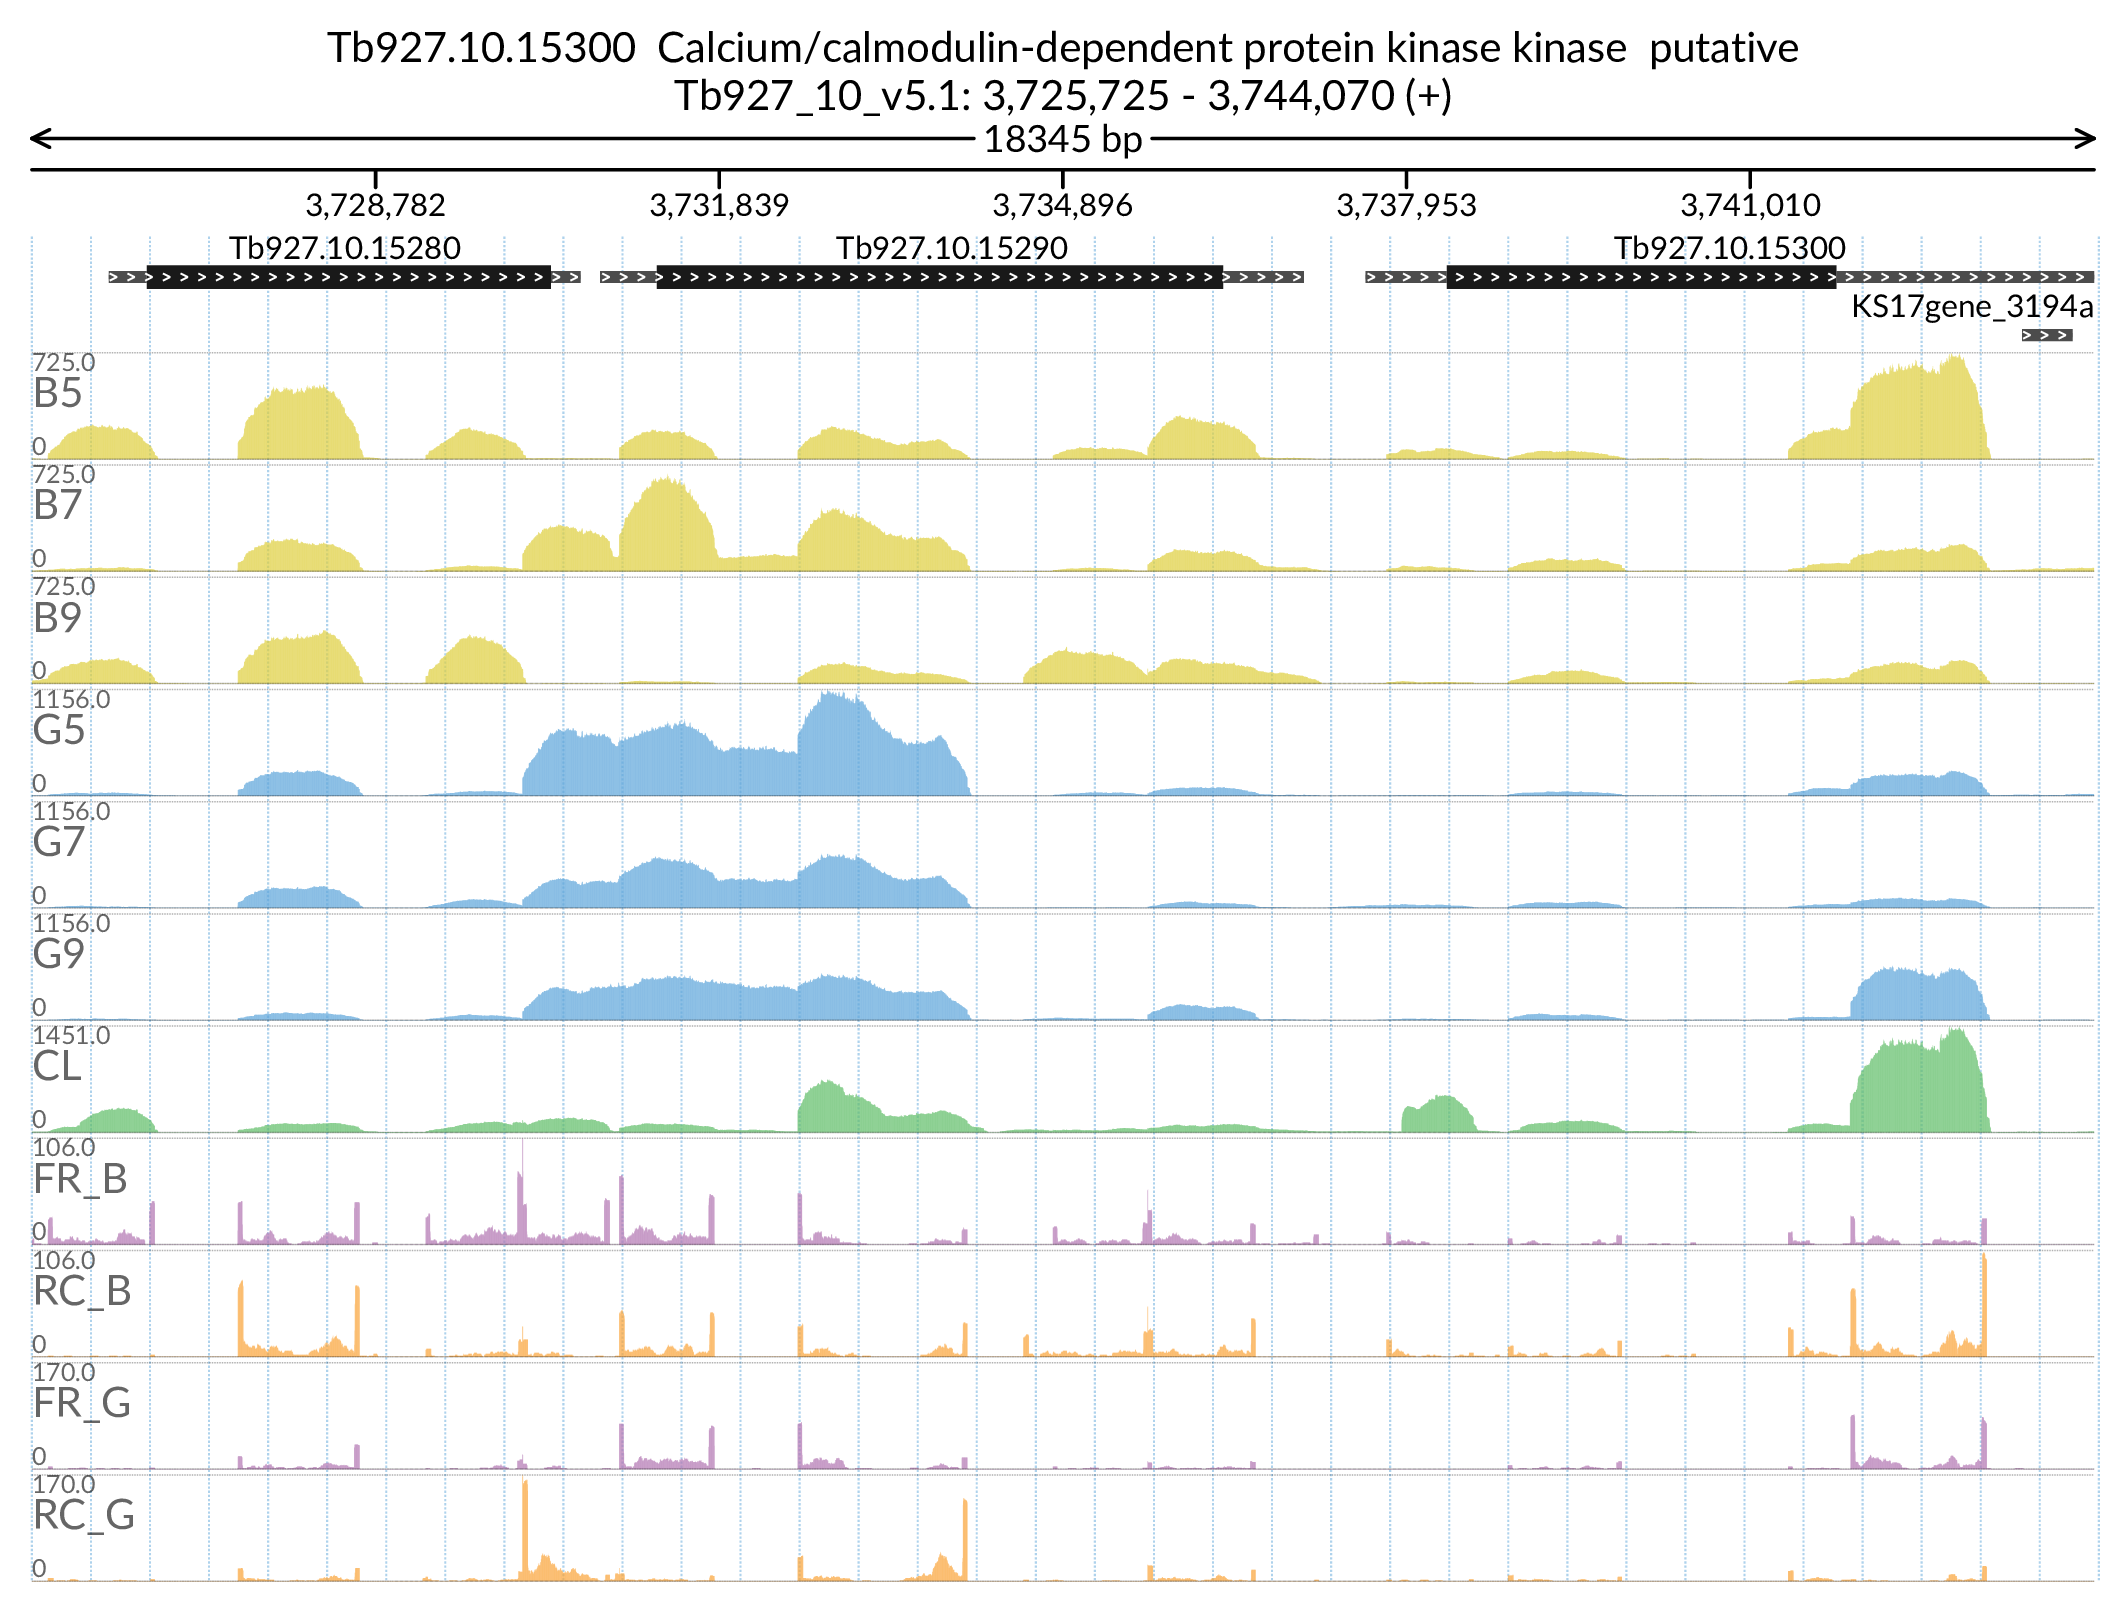 Tb927.10.15300  Calcium/calmodulin-dependent protein kinase kinase  putative
Tb927_10_v5.1: 3,725,725 - 3,744,070 (+)
18345 bp
3,728,782 3,731,839 3,734,896 3,737,953 3,741,010
Tb927.10.15280 Tb927.10.15290 Tb927.10.15300
KS17gene_3194a
725.0
B5
0
725.0
B7
0
725.0
B9
0
1156.0
G5
0
1156.0
G7
0
1156.0
G9
0
1451.0
CL
0
106.0
FR_B
0
106.0
RC_B
0
170.0
FR_G
0
170.0
RC_G
0